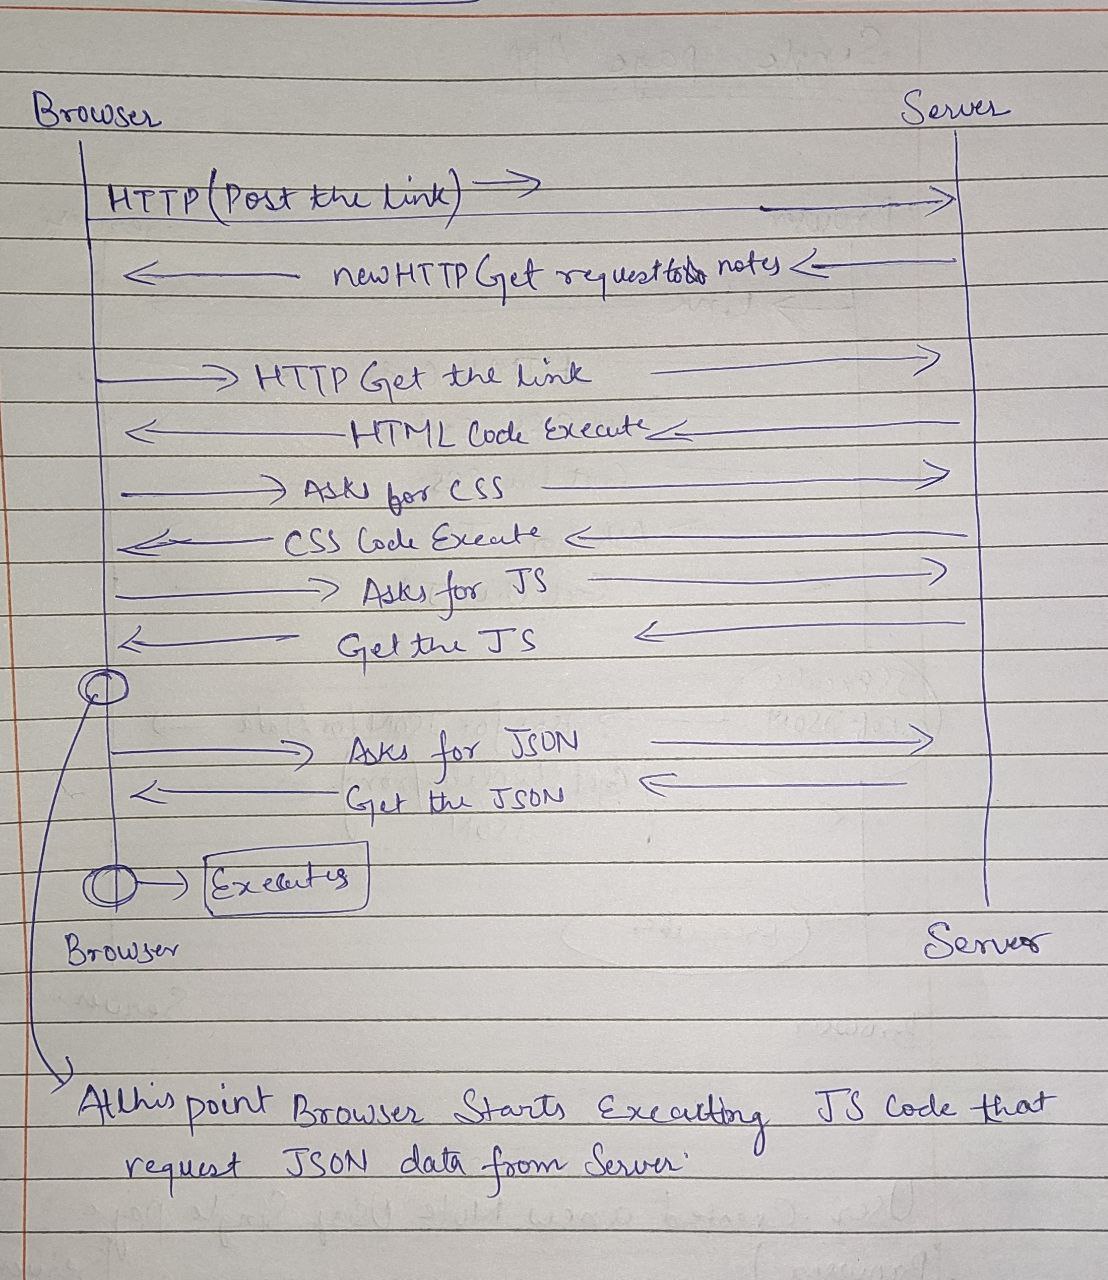 Browser Server
HTTP (Post the link)
new HTTP Get request to notes
HTTP Get the link
HTML Code Execute
Asks for CSS
CSS Code Execute
Asks for JS
Get the JS
Asks for JSON
Get the JSON
Executes
Browser Server
At this point Browser Starts Executing JS Code that
request JSON data from Server.